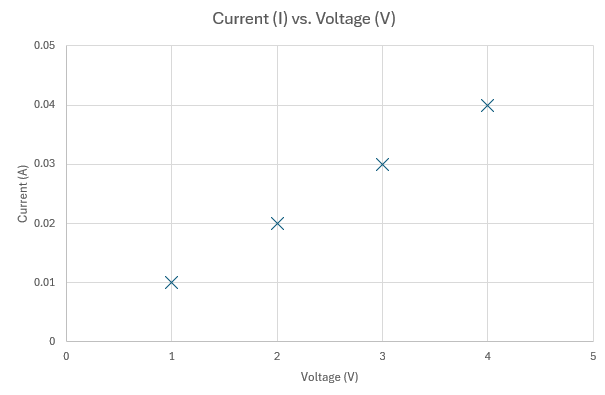 Current (I) vs. Voltage (V)
0.05
0.04
0.03
0.02
0.01
0
Current (A)
0 1 2 3 4 5
Voltage (V)